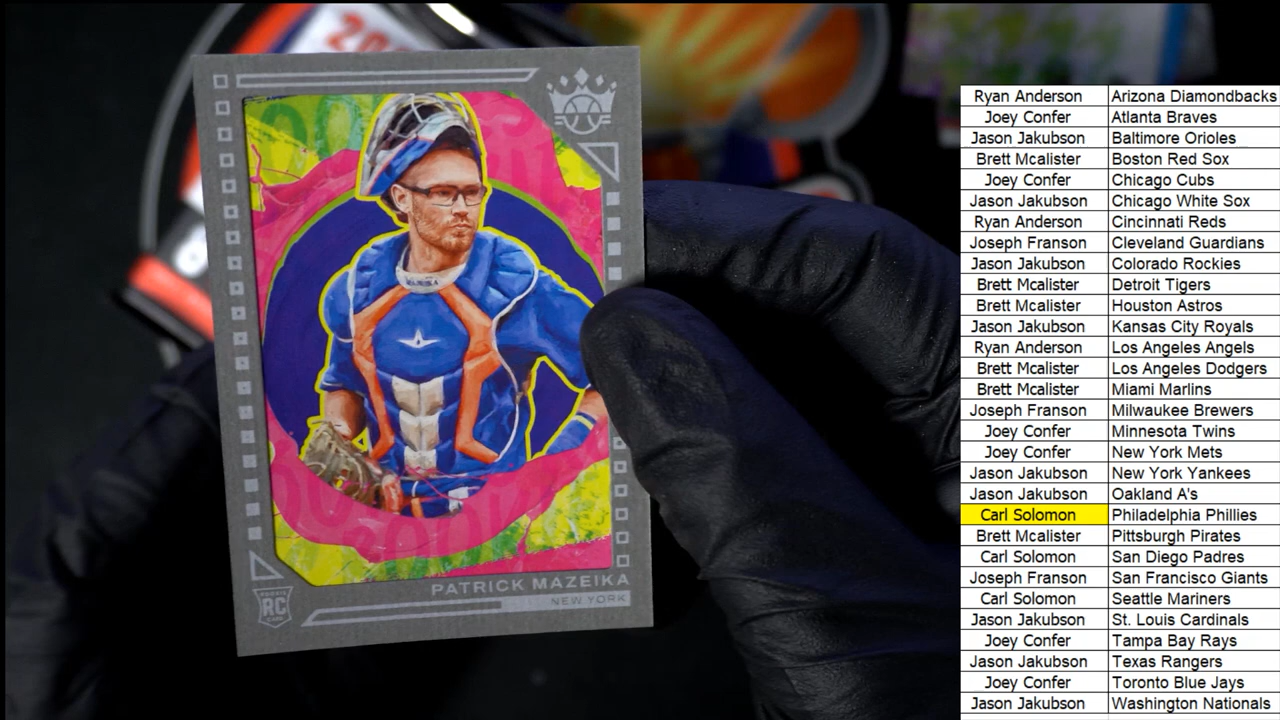 PATRICK MAZEIKA
NEW YORK
RC
Ryan Anderson Arizona Diamondbacks
Joey Confer Atlanta Braves
Jason Jakubson Baltimore Orioles
Brett Mcalister Boston Red Sox
Joey Confer Chicago Cubs
Jason Jakubson Chicago White Sox
Ryan Anderson Cincinnati Reds
Joseph Franson Cleveland Guardians
Jason Jakubson Colorado Rockies
Brett Mcalister Detroit Tigers
Brett Mcalister Houston Astros
Jason Jakubson Kansas City Royals
Ryan Anderson Los Angeles Angels
Brett Mcalister Los Angeles Dodgers
Brett Mcalister Miami Marlins
Joseph Franson Milwaukee Brewers
Joey Confer Minnesota Twins
Joey Confer New York Mets
Jason Jakubson New York Yankees
Jason Jakubson Oakland A's
Carl Solomon Philadelphia Phillies
Brett Mcalister Pittsburgh Pirates
Carl Solomon San Diego Padres
Joseph Franson San Francisco Giants
Carl Solomon Seattle Mariners
Jason Jakubson St. Louis Cardinals
Joey Confer Tampa Bay Rays
Jason Jakubson Texas Rangers
Joey Confer Toronto Blue Jays
Jason Jakubson Washington Nationals